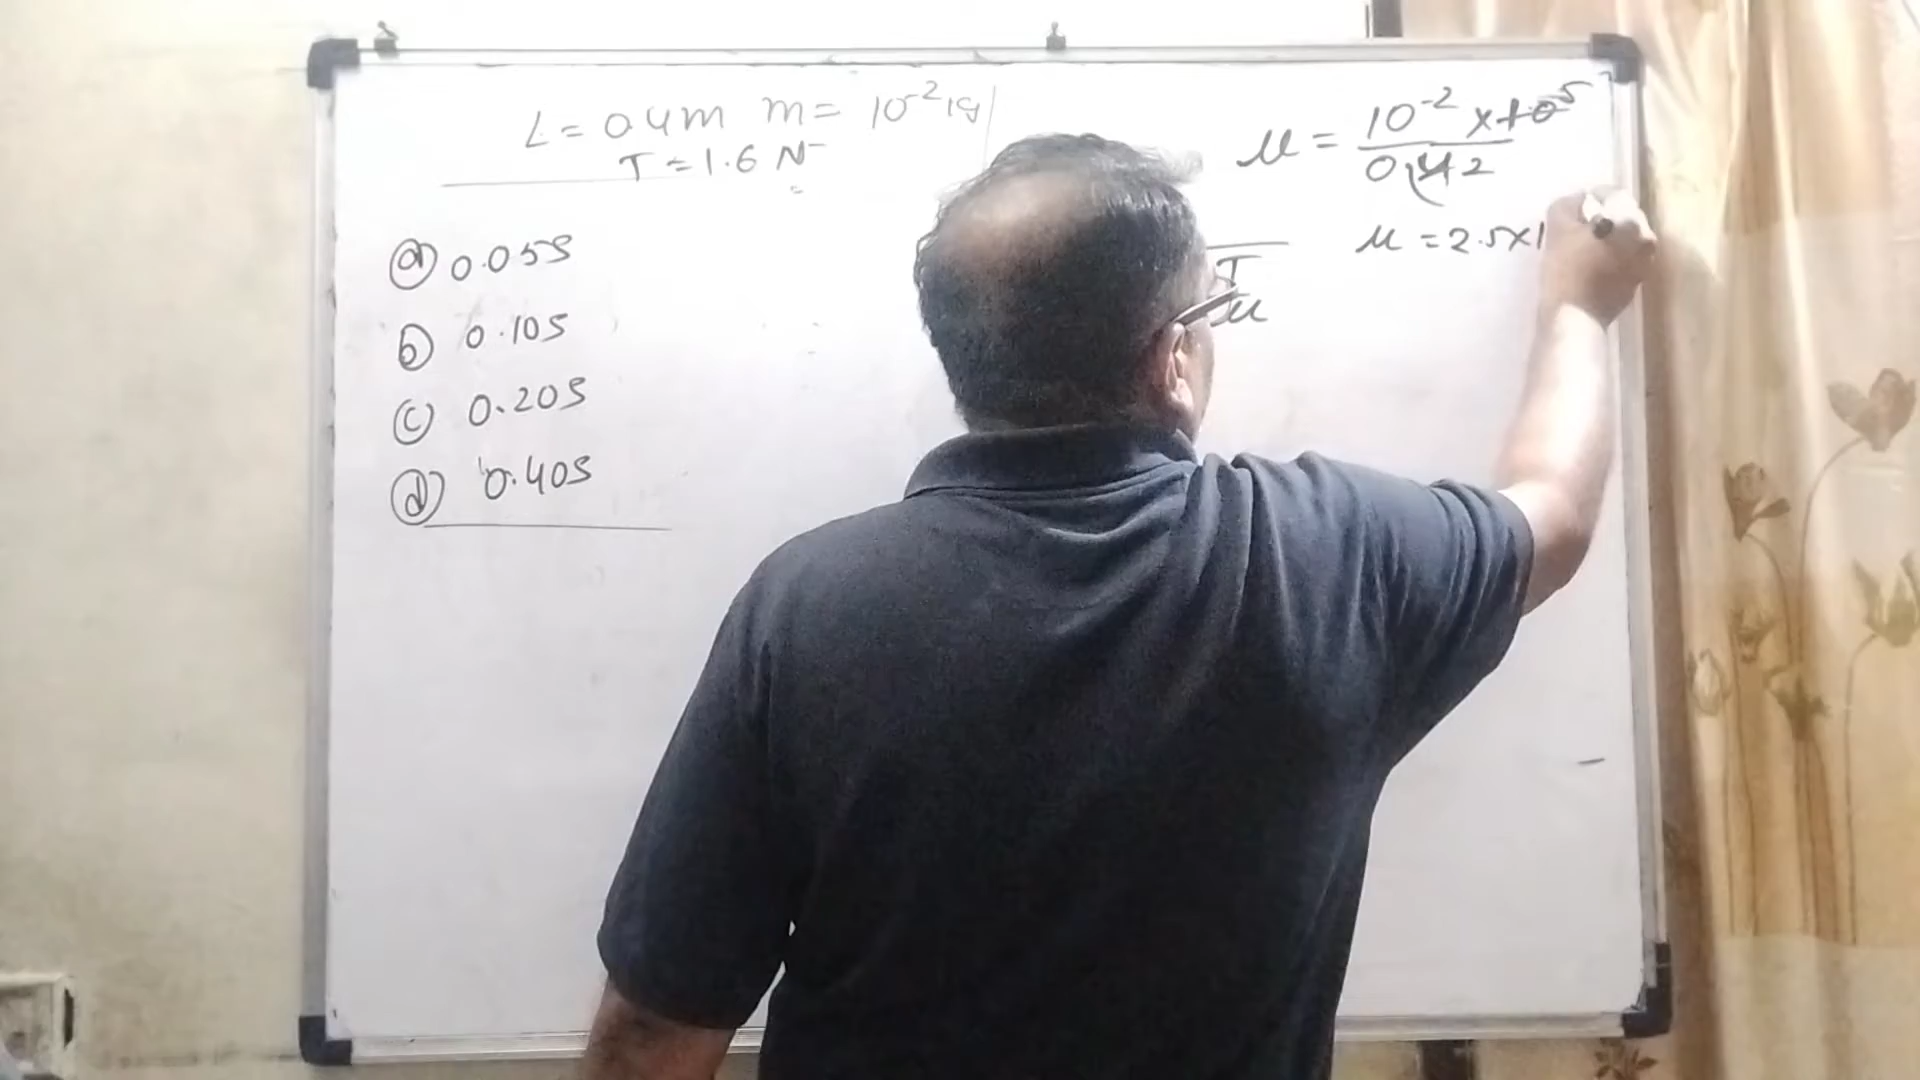 L = 0.4m m = 10⁻² kg
T = 1.6 N
(a) 0.05S
(b) 0.10S
(c) 0.20S
(d) 0.40S
μ = 10⁻² × 10⁵ / 0.42
μ = 2.5×1
T
μ